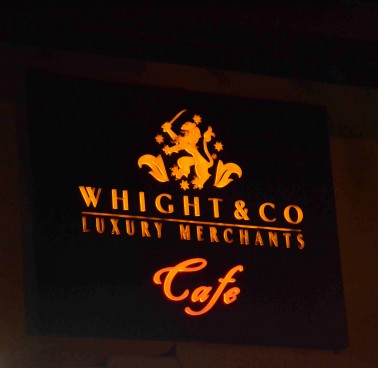 WHIGHT & CO
LUXURY MERCHANTS
Cafe